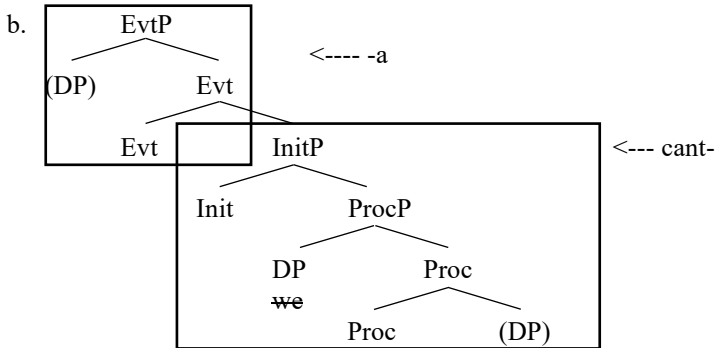 b. EvtP
<---- -a
(DP) Evt
Evt InitP <--- cant-
Init ProcP
DP Proc
we
Proc (DP)